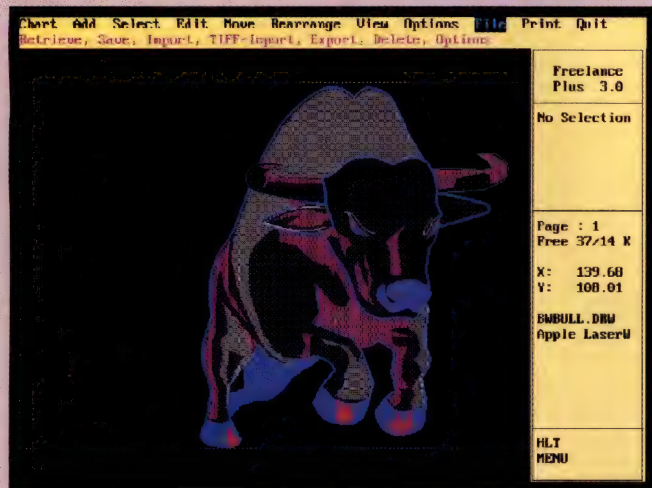 Chart Add Select Edit Move Rearrange View Options File Print Quit
Retrieve, Save, Import, TIFF-Import, Export, Delete, Options
Freelance
Plus 3.0
No Selection
Page : 1
Free 37/14 K
X: 139.68
Y: 108.01
BWBULL.DRW
Apple LaserW
HLT
MENU